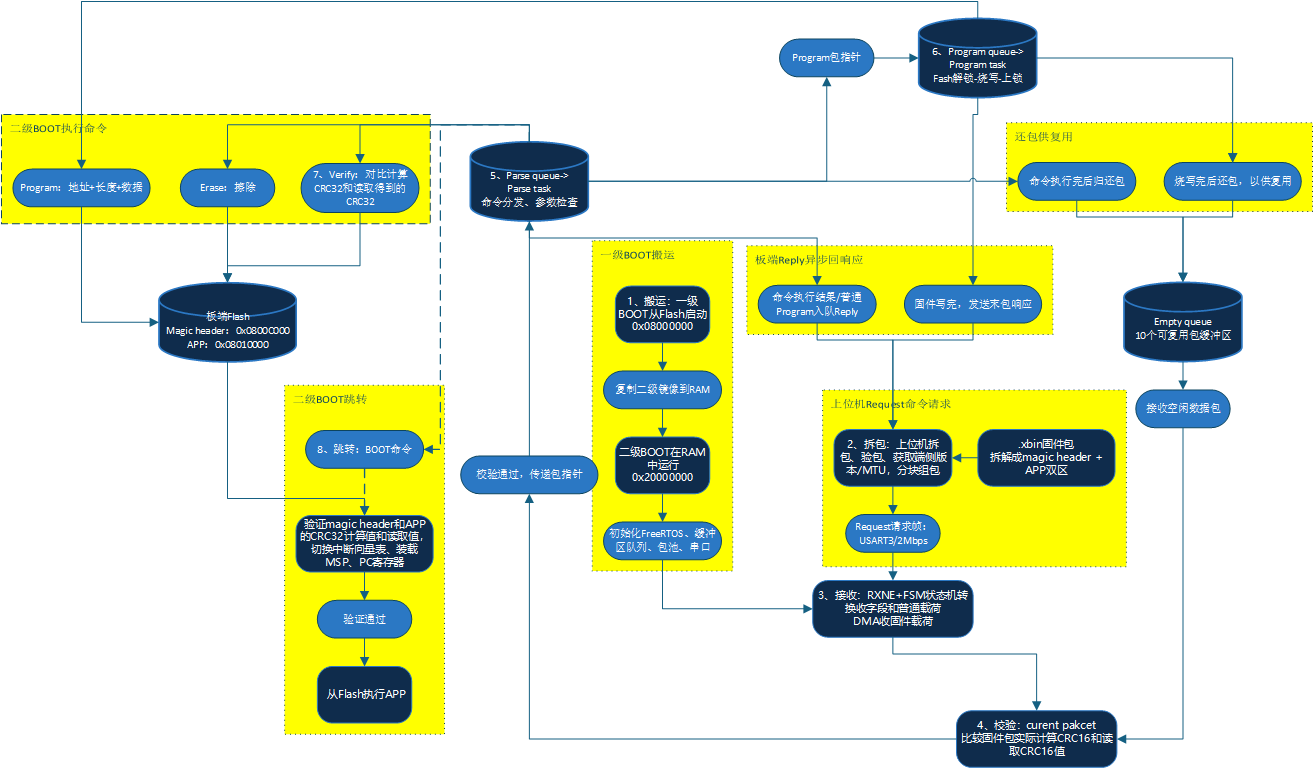 Program包指针
6、Program queue->
Program task
Fash解锁-烧写-上锁
二级BOOT执行命令
Program：地址+长度+数据
Erase：擦除
7、Verify：对比计算
CRC32和读取得到的
CRC32
5、Parse queue->
Parse task
命令分发、参数检查
还包供复用
命令执行完后归还包
烧写完后还包，以供复用
一级BOOT搬运
1、搬运：一级
BOOT从Flash启动
0x08000000
复制二级镜像到RAM
二级BOOT在RAM
中运行
0x20000000
初始化FreeRTOS、缓冲
区队列、包池、串口
板端Reply异步回响应
命令执行结果/普通
Program入队Reply
固件写完，发送末包响应
板端Flash
Magic header：0x0800C000
APP：0x08010000
Empty queue
10个可复用包缓冲区
接收空闲数据包
二级BOOT跳转
8、跳转：BOOT命令
验证magic header和APP
的CRC32计算值和读取值，
切换中断向量表、装载
MSP、PC寄存器
验证通过
从Flash执行APP
校验通过，传送包指针
上位机Request命令请求
2、拆包：上位机拆
包、验包、获取端侧版
本/MTU，分块组包
.xbin固件包
拆解成magic header +
APP双区
Request请求帧：
USART3/2Mbps
3、接收：RXNE+FSM状态机转
换收字段和普通载荷
DMA收固件载荷
4、校验：curent pakcet
比较固件包实际计算CRC16和读
取CRC16值